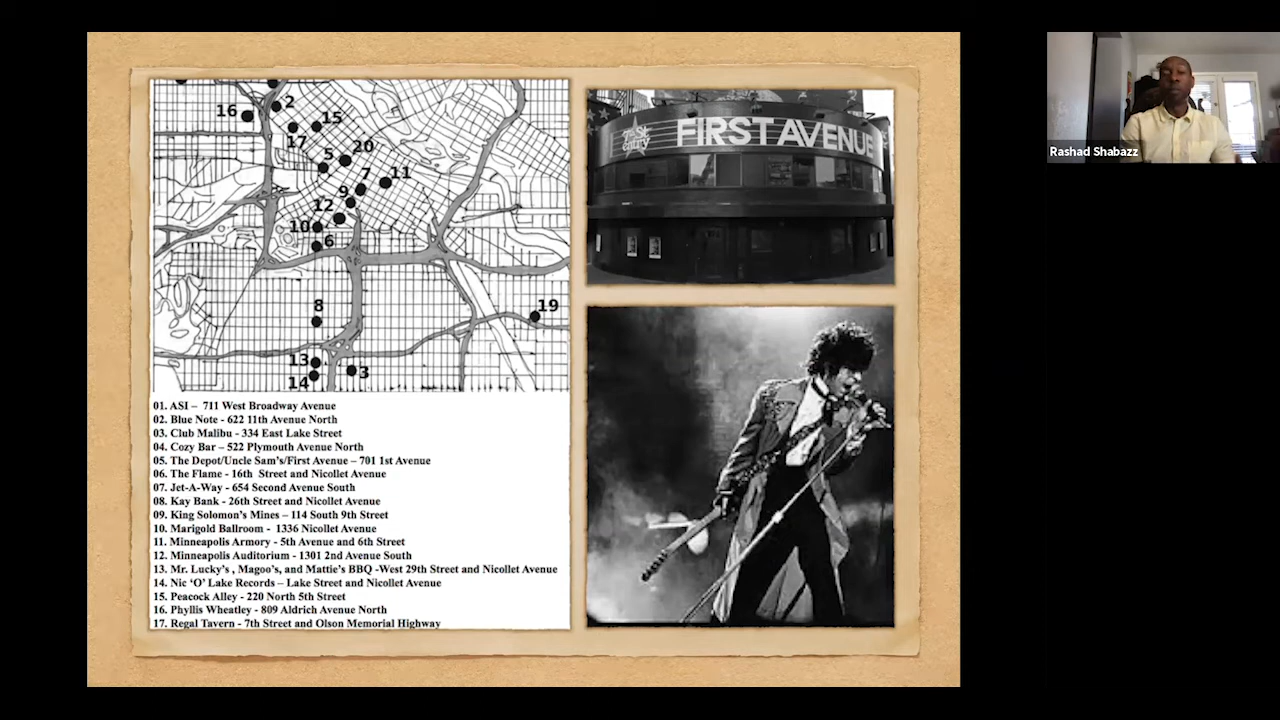 16
2
15
17
5
20
7
11
9
12
10
6
8
19
13
3
14
01. ASI – 711 West Broadway Avenue
02. Blue Note - 622 11th Avenue North
03. Club Malibu - 334 East Lake Street
04. Cozy Bar – 522 Plymouth Avenue North
05. The Depot/Uncle Sam's/First Avenue – 701 1st Avenue
06. The Flame - 16th Street and Nicollet Avenue
07. Jet-A-Way - 654 Second Avenue South
08. Kay Bank - 26th Street and Nicollet Avenue
09. King Solomon's Mines – 114 South 9th Street
10. Marigold Ballroom - 1336 Nicollet Avenue
11. Minneapolis Armory - 5th Avenue and 6th Street
12. Minneapolis Auditorium - 1301 2nd Avenue South
13. Mr. Lucky's , Magoo's, and Mattie's BBQ -West 29th Street and Nicollet Avenue
14. Nic 'O' Lake Records – Lake Street and Nicollet Avenue
15. Peacock Alley - 220 North 5th Street
16. Phyllis Wheatley - 809 Aldrich Avenue North
17. Regal Tavern - 7th Street and Olson Memorial Highway
7th St
entry
FIRST AVENUE
Rashad Shabazz